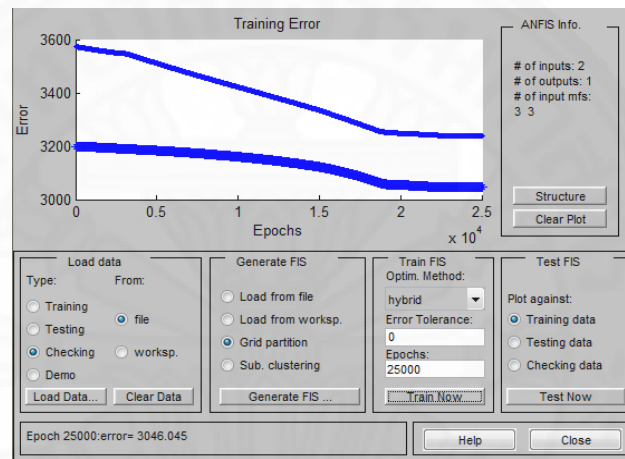 Training Error
3600
3400
3200
3000
Error
0
0.5
1
1.5
2
2.5
x 10^4
Epochs
ANFIS Info.
# of inputs: 2
# of outputs: 1
# of input mfs:
3 3
Structure
Clear Plot
Load data
Type:
From:
Training
Testing
Checking
Demo
file
worksp.
Load Data...
Clear Data
Generate FIS
Load from file
Load from worksp.
Grid partition
Sub. clustering
Generate FIS ...
Train FIS
Optim. Method:
hybrid
Error Tolerance:
0
Epochs:
25000
Train Now
Test FIS
Plot against:
Training data
Testing data
Checking data
Test Now
Epoch 25000:error= 3046.045
Help
Close